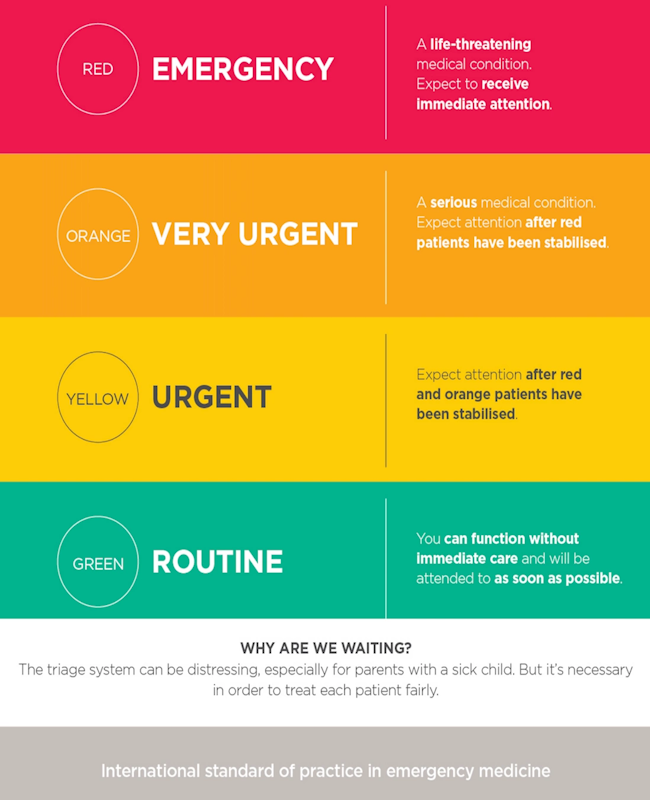 RED
EMERGENCY
A life-threatening
medical condition.
Expect to receive
immediate attention.
ORANGE
VERY URGENT
A serious medical condition.
Expect attention after red
patients have been stabilised.
YELLOW
URGENT
Expect attention after red
and orange patients have
been stabilised.
GREEN
ROUTINE
You can function without
immediate care and will be
attended to as soon as possible.
WHY ARE WE WAITING?
The triage system can be distressing, especially for parents with a sick child. But it’s necessary
in order to treat each patient fairly.
International standard of practice in emergency medicine